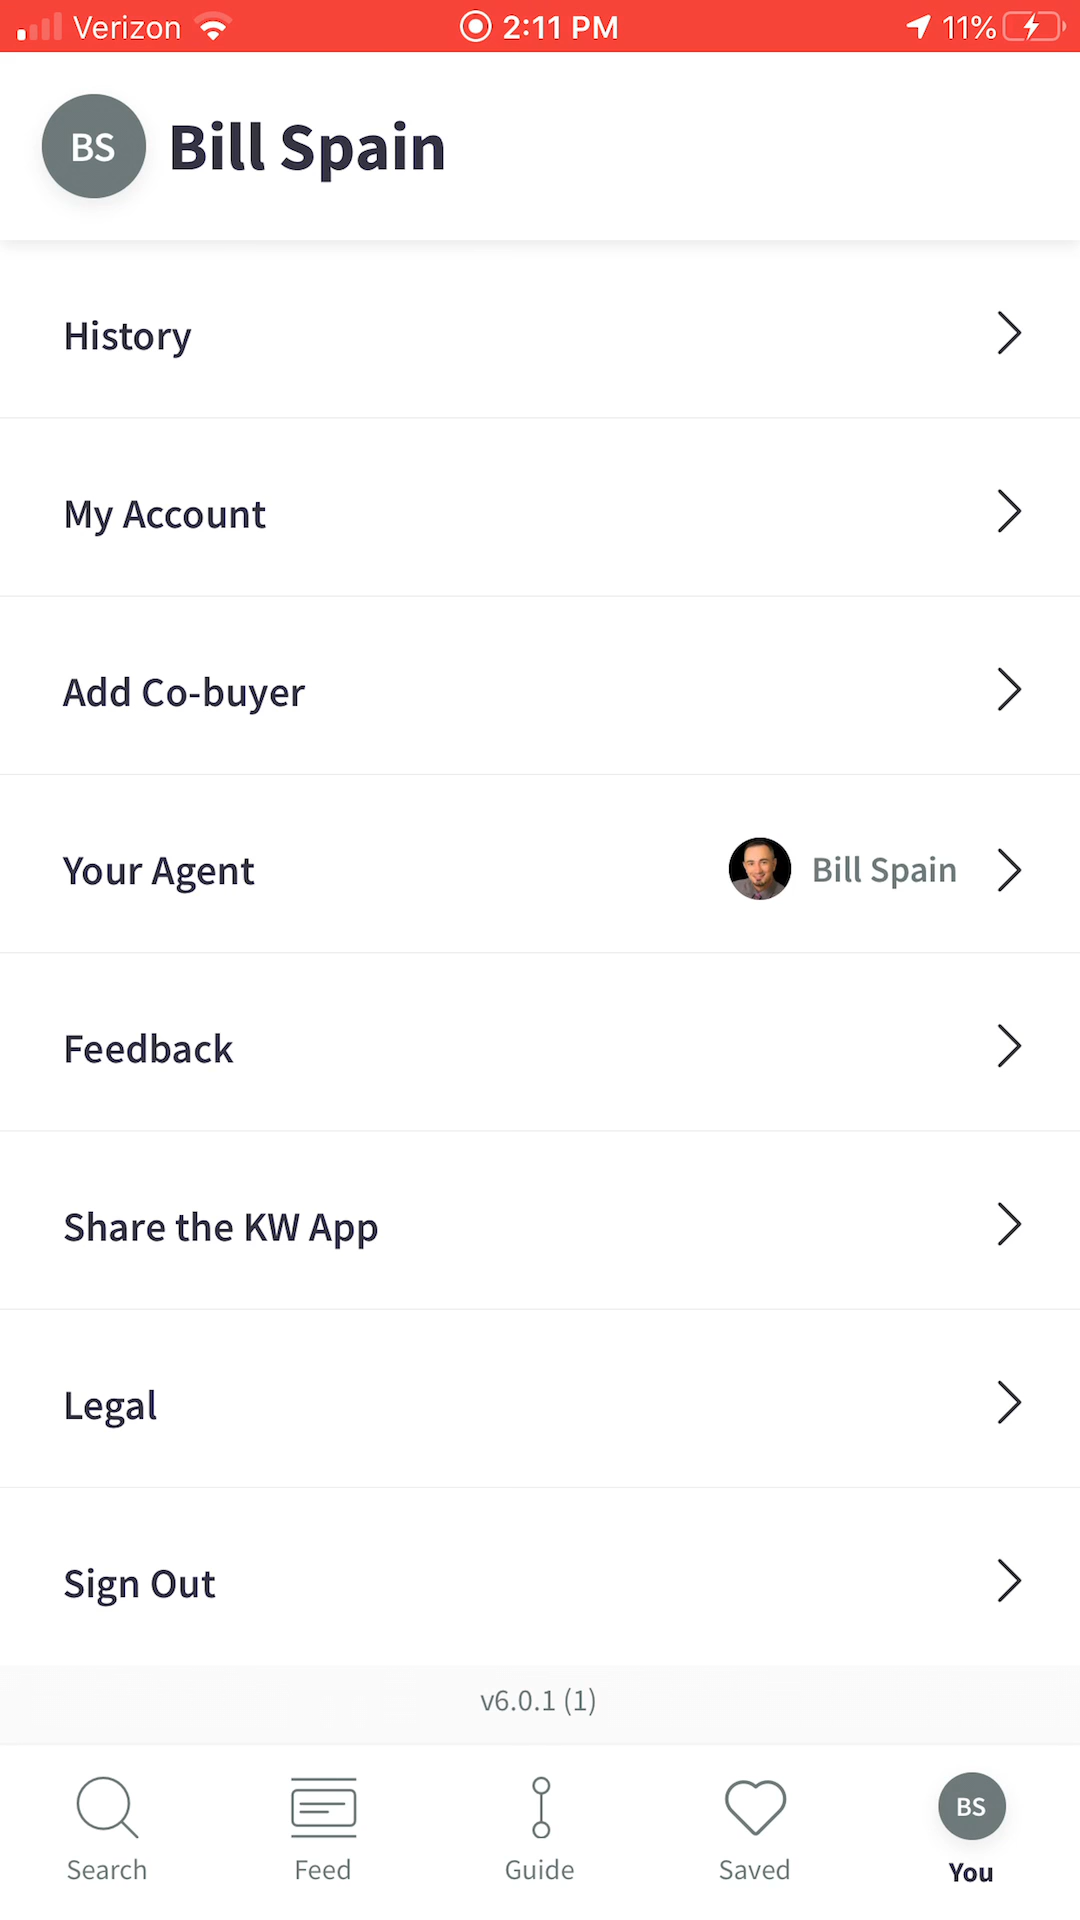 Verizon 2:11 PM 11%
BS Bill Spain
History
My Account
Add Co-buyer
Your Agent Bill Spain
Feedback
Share the KW App
Legal
Sign Out
v6.0.1 (1)
BS
Search Feed Guide Saved You